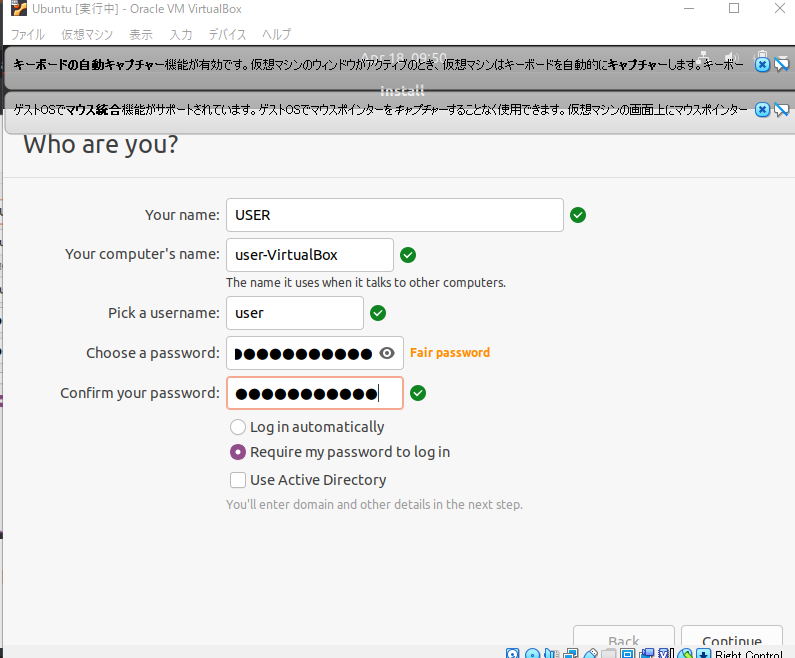 Ubuntu [実行中] - Oracle VM VirtualBox
ファイル 仮想マシン 表示 入力 デバイス ヘルプ
Apr 18 09:50
キーボードの自動キャプチャー機能が有効です。仮想マシンのウィンドウがアクティブのとき、仮想マシンはキーボードを自動的にキャプチャーします。キーボー
Install
ゲストOSでマウス統合機能がサポートされています。ゲストOSでマウスポインターをキャプチャーすることなく使用できます。仮想マシンの画面上にマウスポインター
Who are you?
Your name: USER
Your computer's name: user-VirtualBox
The name it uses when it talks to other computers.
Pick a username: user
Choose a password: Fair password
Confirm your password:
Log in automatically
Require my password to log in
Use Active Directory
You'll enter domain and other details in the next step.
Back Continue
Right Control